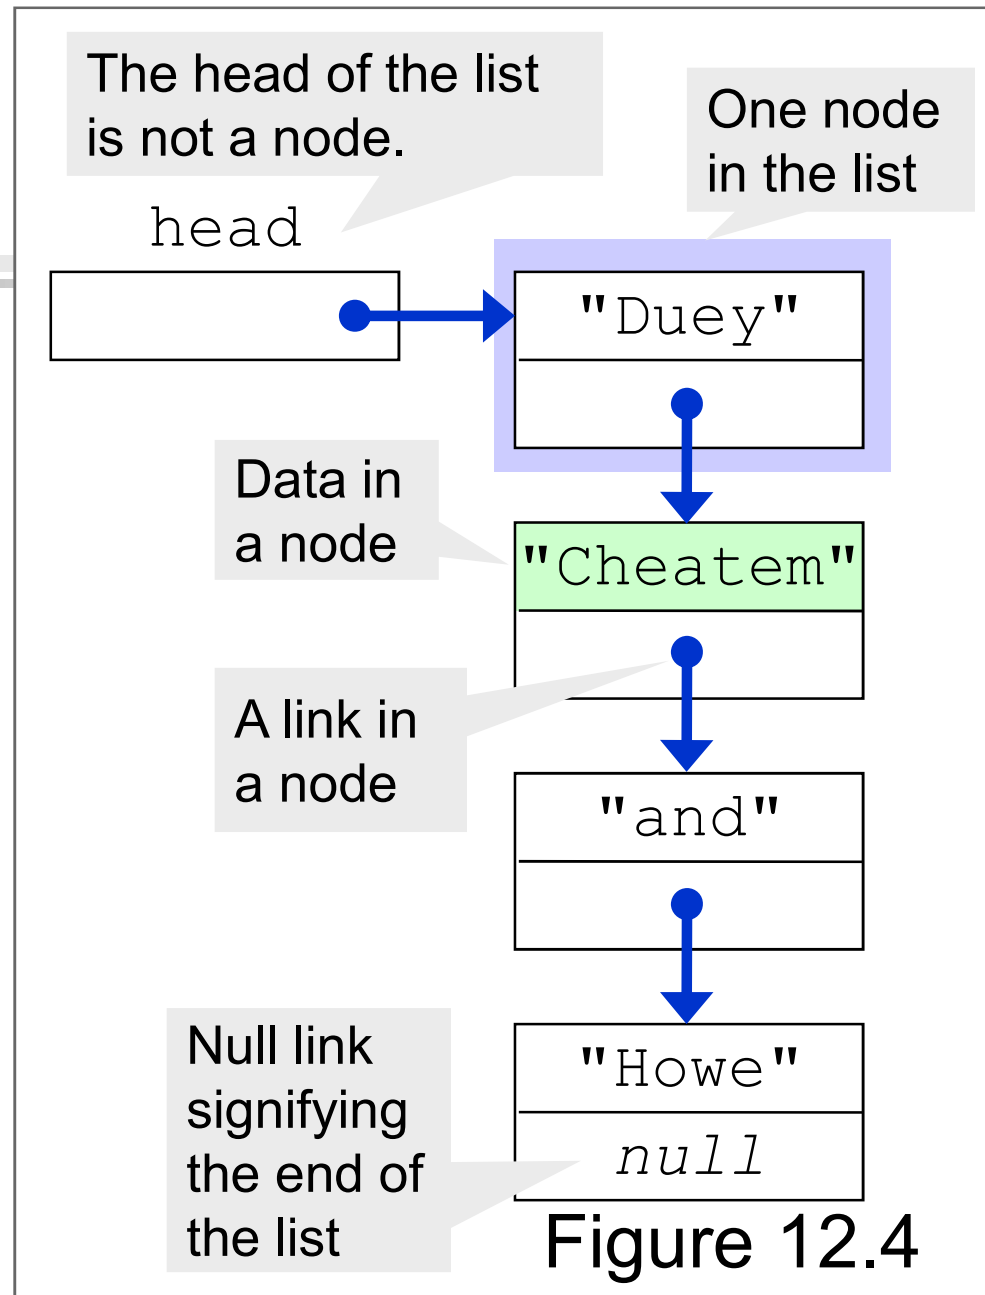 The head of the list
is not a node.
One node
in the list
head
"Duey"
Data in
a node
"Cheatem"
A link in
a node
"and"
Null link
signifying
the end of
the list
"Howe"
null
Figure 12.4